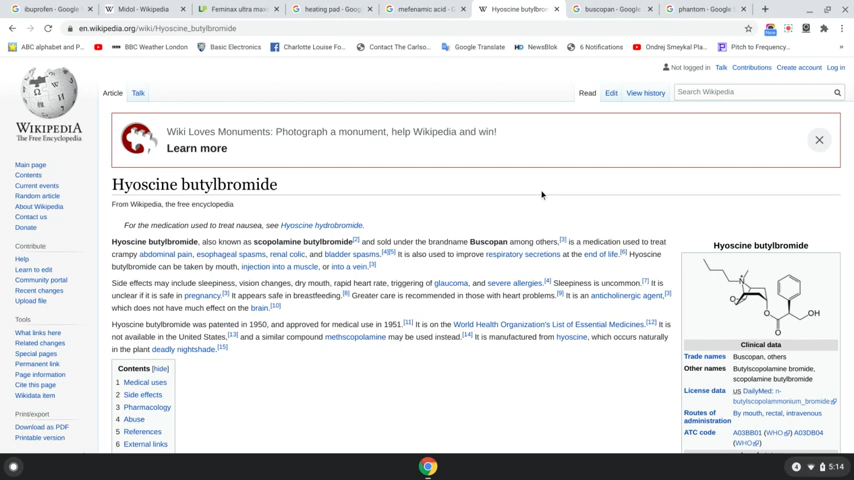 ibuprofen - Google
Midol - Wikipedia
Feminax ultra max
heating pad - Goog
mefenamic acid - G
Hyoscine butylbrom
buscopan - Google
phantom - Google
en.wikipedia.org/wiki/Hyoscine_butylbromide
ABC alphabet and p...
BBC Weather London
Basic Electronics
Charlotte Louise Fo...
Contact The Carlso...
Google Translate
NewsBlok
6 Notifications
Ondrej Smeykal Pla...
Pitch to Frequency...
»
Not logged in Talk Contributions Create account Log in
Article Talk
Read Edit View history
Search Wikipedia
WIKIPEDIA
The Free Encyclopedia
Main page
Contents
Current events
Random article
About Wikipedia
Contact us
Donate
Contribute
Help
Learn to edit
Community portal
Recent changes
Upload file
Tools
What links here
Related changes
Special pages
Permanent link
Page information
Cite this page
Wikidata item
Print/export
Download as PDF
Printable version
Wiki Loves Monuments: Photograph a monument, help Wikipedia and win!
Learn more
Hyoscine butylbromide
From Wikipedia, the free encyclopedia
For the medication used to treat nausea, see Hyoscine hydrobromide.
Hyoscine butylbromide, also known as scopolamine butylbromide[2] and sold under the brandname Buscopan among others,[3] is a medication used to treat
crampy abdominal pain, esophageal spasms, renal colic, and bladder spasms.[4][5] It is also used to improve respiratory secretions at the end of life.[6] Hyoscine
butylbromide can be taken by mouth, injection into a muscle, or into a vein.[3]
Side effects may include sleepiness, vision changes, dry mouth, rapid heart rate, triggering of glaucoma, and severe allergies.[4] Sleepiness is uncommon.[7] It is
unclear if it is safe in pregnancy.[3] It appears safe in breastfeeding.[8] Greater care is recommended in those with heart problems.[9] It is an anticholinergic agent,[3]
which does not have much effect on the brain.[10]
Hyoscine butylbromide was patented in 1950, and approved for medical use in 1951.[11] It is on the World Health Organization's List of Essential Medicines.[12] It is
not available in the United States,[13] and a similar compound methscopolamine may be used instead.[14] It is manufactured from hyoscine, which occurs naturally
in the plant deadly nightshade.[15]
Contents [hide]
1 Medical uses
2 Side effects
3 Pharmacology
4 Abuse
5 References
6 External links
Hyoscine butylbromide
N
O
OH
O
O
Clinical data
Trade names Buscopan, others
Other names Butylscopolamine bromide,
scopolamine butylbromide
License data US DailyMed: n-
butylscopolammonium_bromide
Routes of
administration By mouth, rectal, intravenous
ATC code A03BB01 (WHO) A03DB04
(WHO)
4
5:14